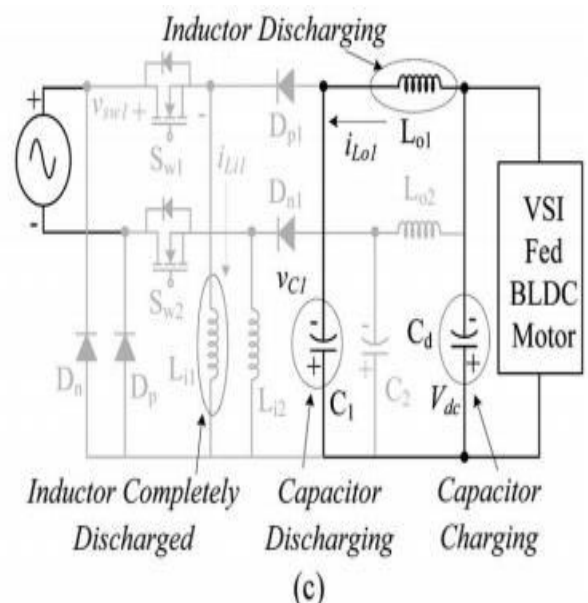 Inductor Discharging
+
v_sw1 +
-
S_w1
D_p1
i_Lo1
L_o1
i_Li1
D_n1
L_o2
-
S_w2
v_C1
VSI
Fed
BLDC
Motor
D_n
D_p
L_i1
L_i2
-
+
C_1
+
C_2
C_d
-
+
V_dc
Inductor Completely
Discharged
Capacitor
Discharging
Capacitor
Charging
(c)